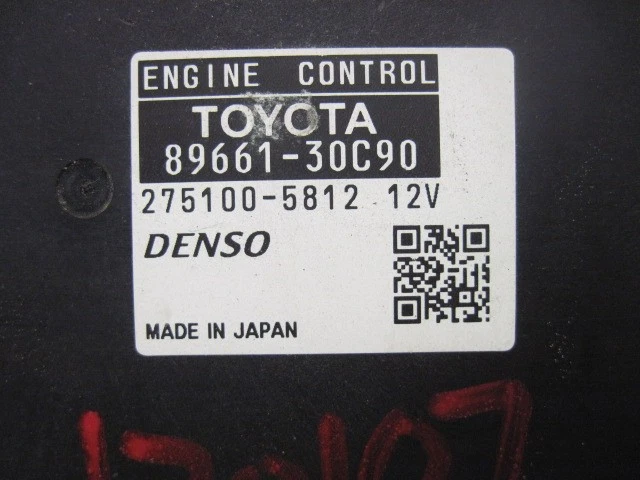 ENGINE CONTROL
TOYOTA
89661-30C90
275100-5812 12V
DENSO
MADE IN JAPAN